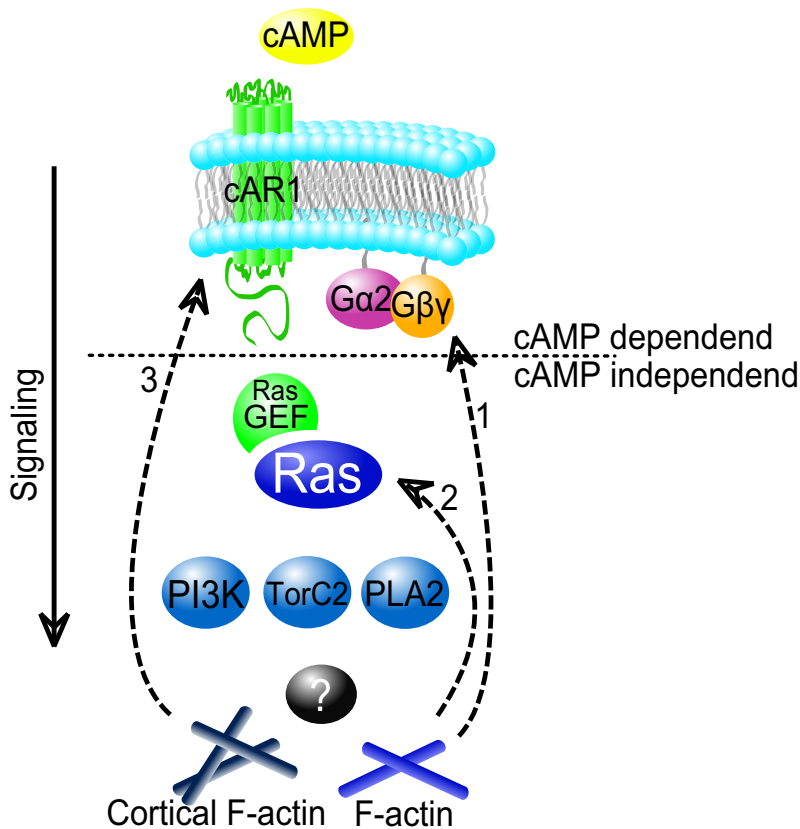 cAMP
cAR1
Gα2
Gβγ
cAMP dependend
cAMP independend
3
1
Ras
GEF
Ras
2
Signaling
PI3K
TorC2
PLA2
?
Cortical F-actin
F-actin